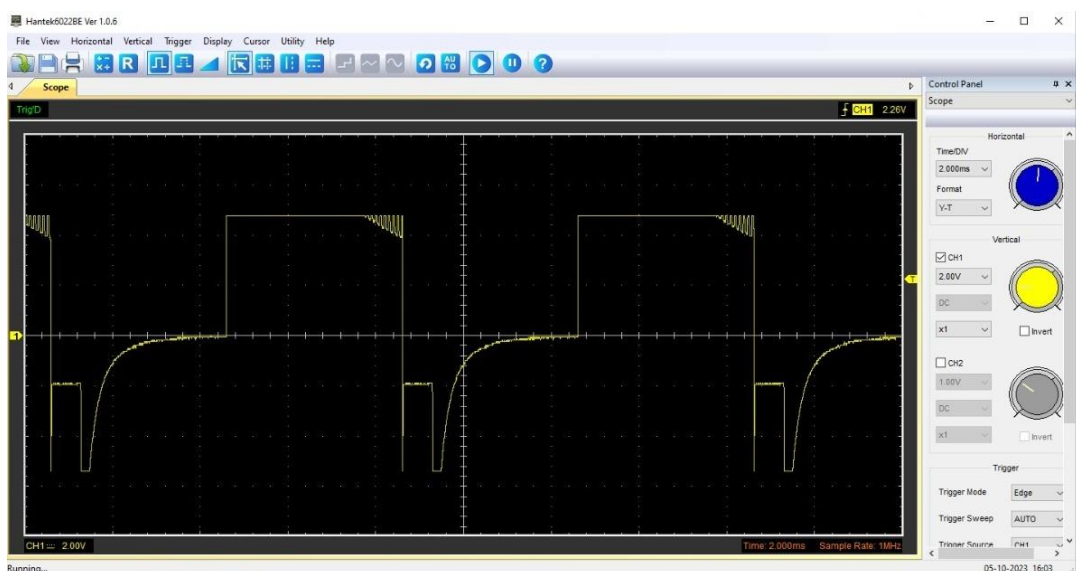 Hantek6022BE Ver 1.0.6
File View Horizontal Vertical Trigger Display Cursor Utility Help
R AU TO ?
Scope
Trig'D
CH1 2.26V
T
1
CH1 2.00V
Time: 2.000ms Sample Rate: 1MHz
Control Panel
Scope
Horizontal
Time/DIV
2.000ms
Format
Y-T
Vertical
CH1
2.00V
DC
x1
Invert
CH2
1.00V
DC
x1
Invert
Trigger
Trigger Mode Edge
Trigger Sweep AUTO
Trigger Source CH1
Running...
05-10-2023 16:03